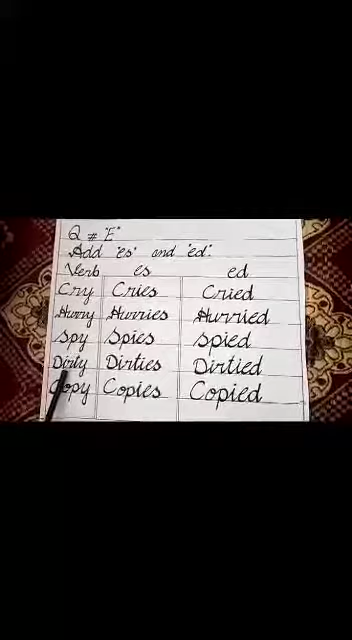 Q # "E"
Add "es" and "ed".
Verb es ed
Cry Cries Cried
Hurry Hurries Hurried
Spy Spies Spied
Dirty Dirties Dirtied
Copy Copies Copied